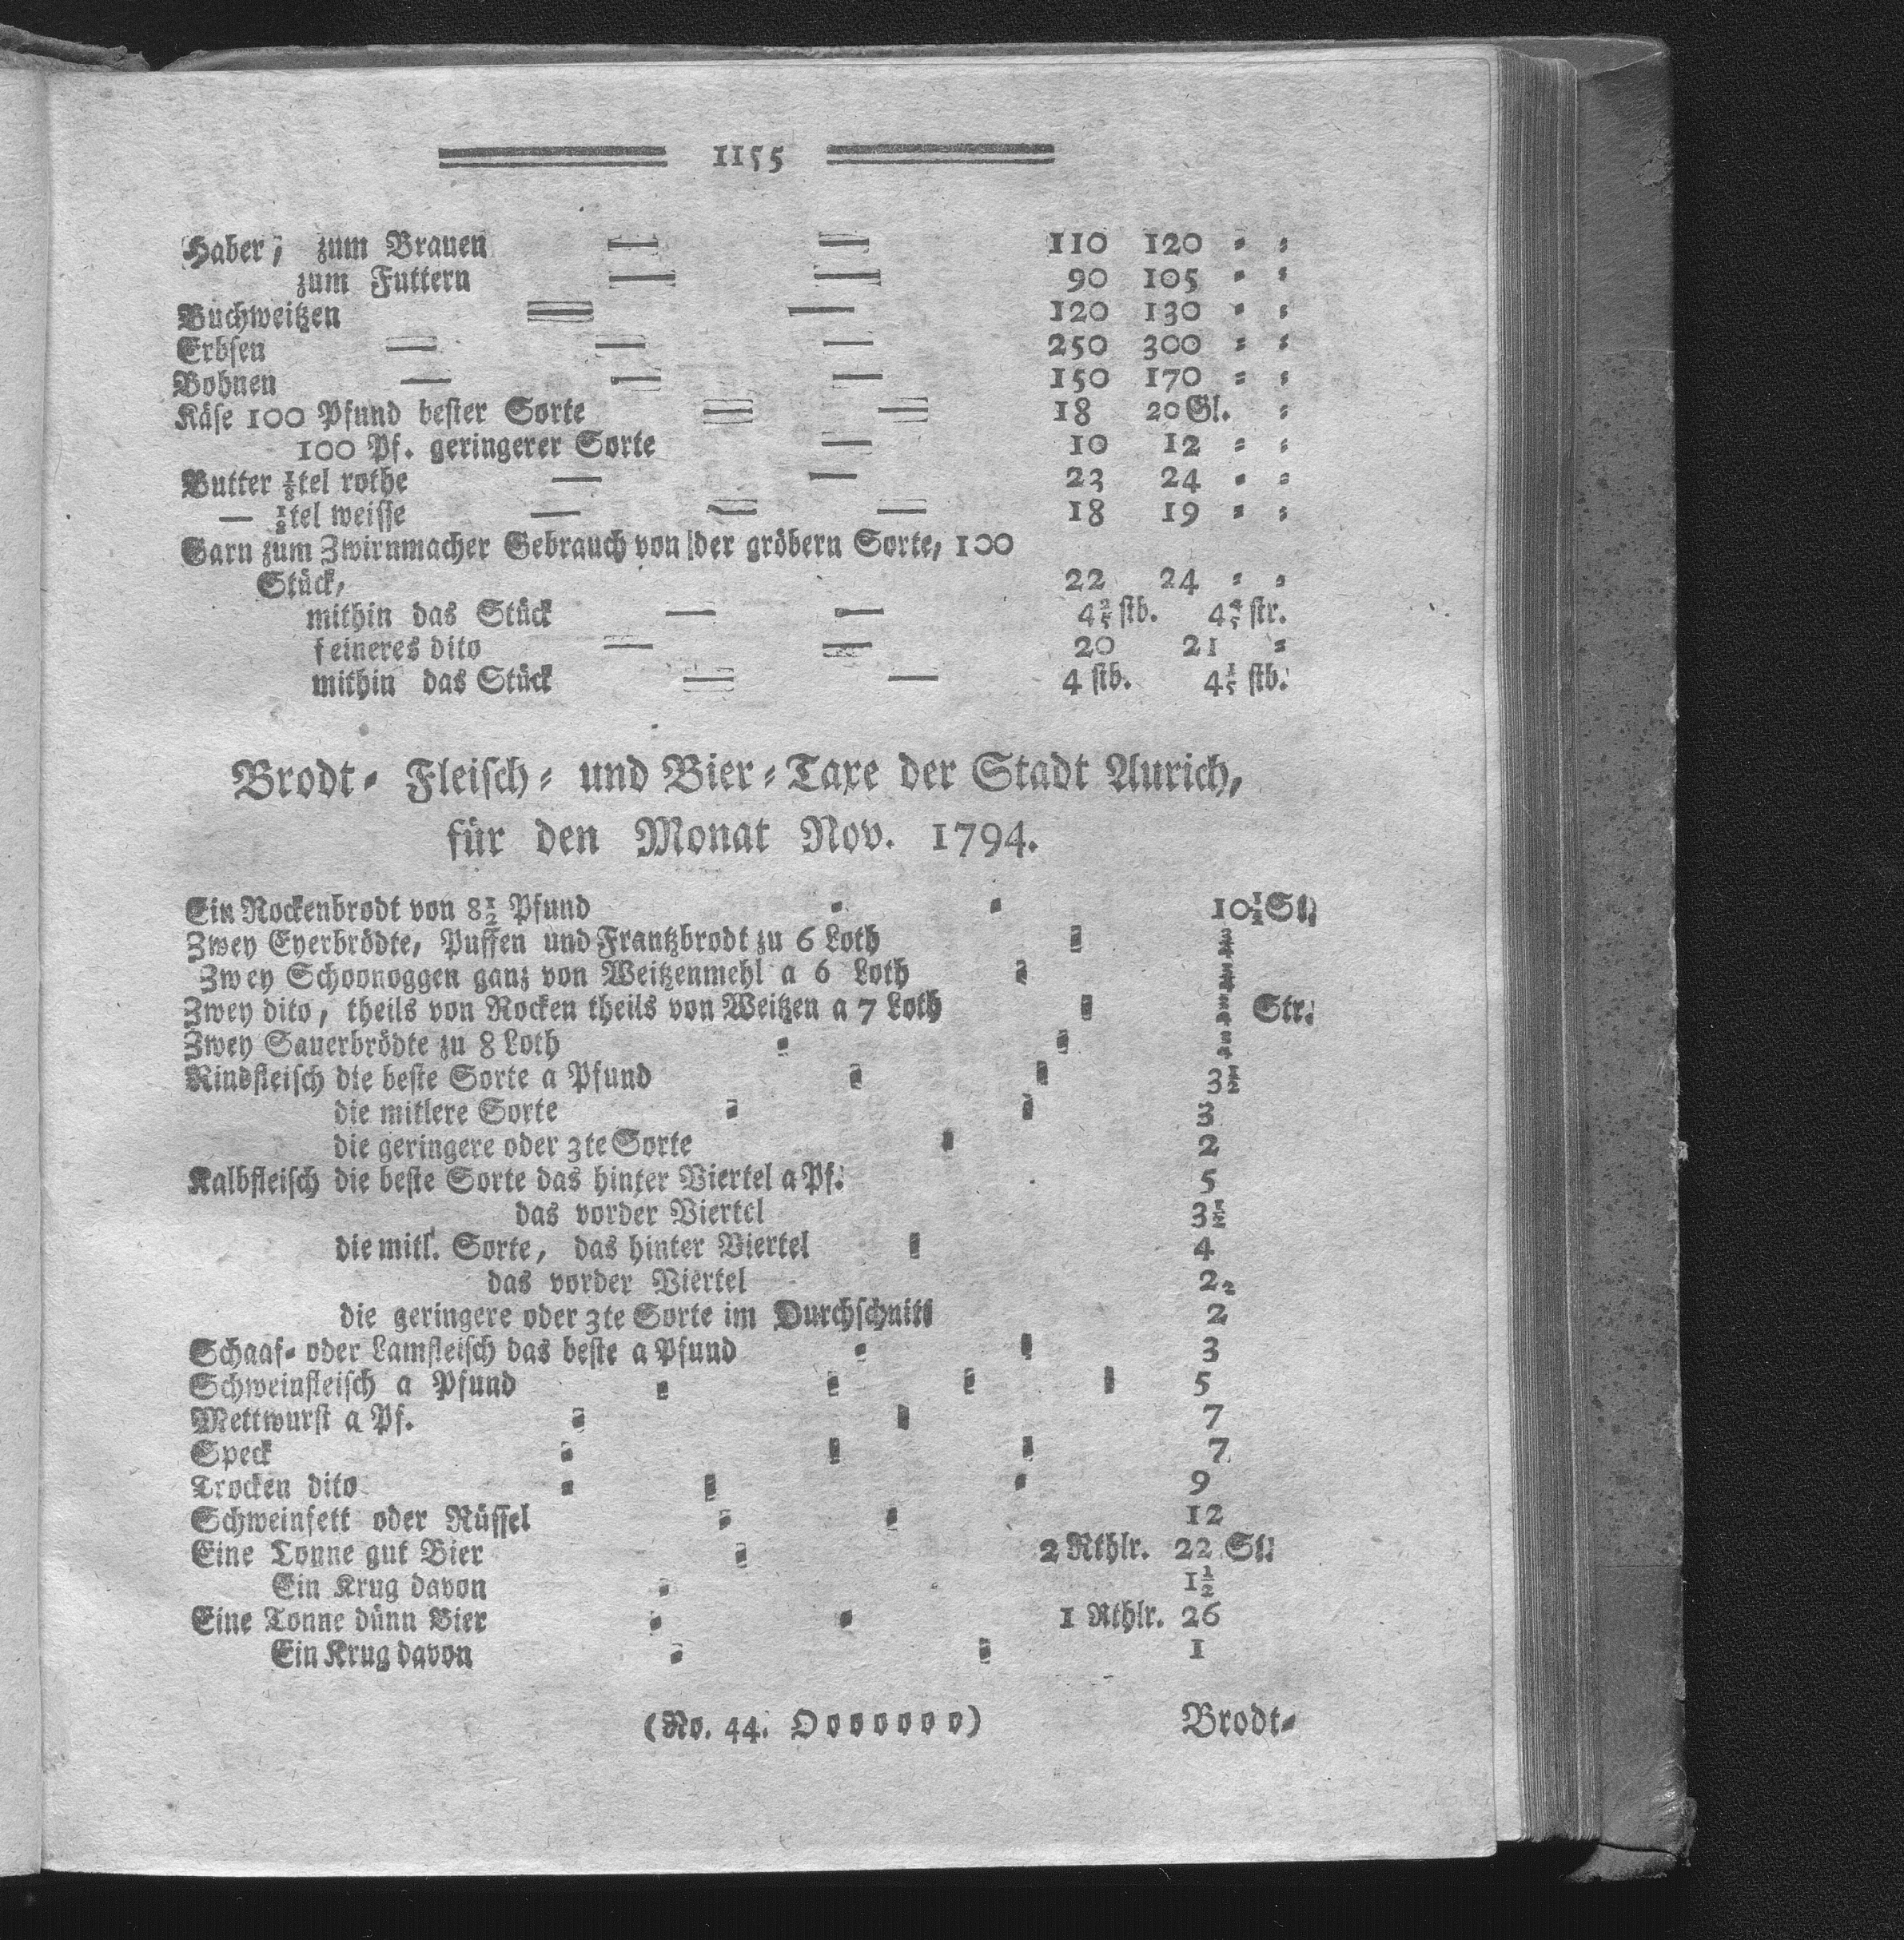 1155
Haber, zum Brauen — — 110 120 = =
zum Futtern — — 90 105 = =
Buchweitzen — — 120 130 = =
Erbsen — — — 250 300 = =
Bohnen — — — 150 170 = =
Käse 100 Pfund bester Sorte — — 18 20 Gl. =
100 Pf. geringerer Sorte — 10 12 = =
Butter ⅛tel rothe — — 23 24 = =
— ⅛tel weisse — — — 18 19 = =
Garn zum Zwirnmacher Gebrauch von der gröbern Sorte, 100
Stück, 22 24 = =
mithin das Stück — — 4⅖ stb. 4⅘ str.
feineres dito — — 20 21 =
mithin das Stück — — 4 stb. 4⅕ stb.
Brodt= Fleisch= und Bier=Taxe der Stadt Aurich,
für den Monat Nov. 1794.
Ein Rockenbrodt von 8½ Pfund = = 10½ St.
Zwey Eyerbrödte, Puffen und Frantzbrodt zu 6 Loth = ¾
Zwey Schoonoggen ganz von Weitzenmehl a 6 Loth =
Zwey dito, theils von Rocken theils von Weitzen a 7 Loth = Str.
Zwey Sauerbrödte zu 8 Loth = =
Rindfleisch die beste Sorte a Pfund = = 3½
die mitlere Sorte = = 3
die geringere oder 3te Sorte = 2
Kalbfleisch die beste Sorte das hinter Viertel a Pf. 5
das vorder Viertel 3½
die mitl. Sorte, das hinter Viertel = 4
das vorder Viertel 2
die geringere oder 3te Sorte im Durchschnitt 2
Schaaf= oder Lamfleisch das beste a Pfund = = 3
Schweinfleisch a Pfund = = = = 5
Mettwurst a Pf. = = 7
Speck = = = 7
Trocken dito = = = 9
Schweinfett oder Rüssel = = 12
Eine Tonne gut Bier = 2 Rthlr. 22 St.
Ein Krug davon = 1½
Eine Tonne dünn Bier = = 1 Rthlr. 26
Ein Krug davon = = 1
(No. 44. Ooooooo) Brodt=